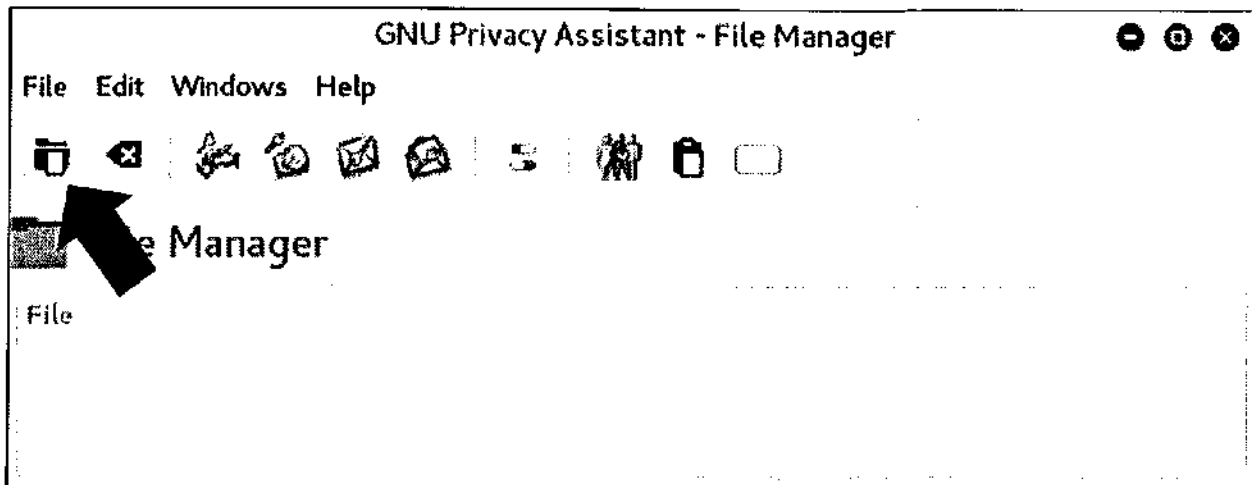 GNU Privacy Assistant - File Manager
File Edit Windows Help
Manager
File